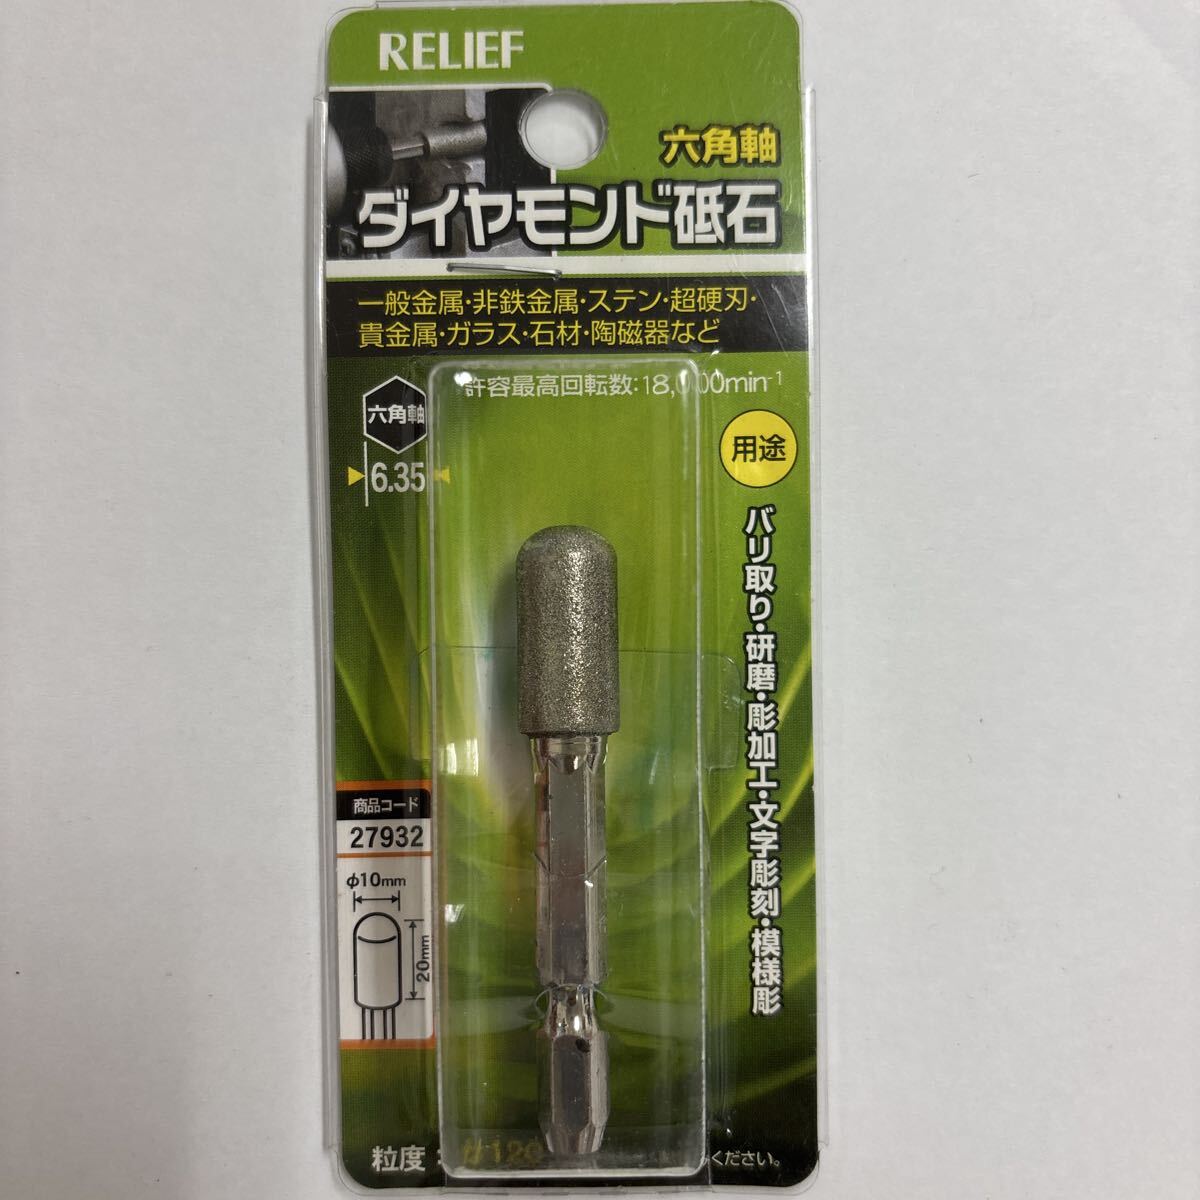 RELIEF
六角軸
ダイヤモンド砥石
一般金属・非鉄金属・ステン・超硬刃・
貴金属・ガラス・石材・陶磁器など
許容最高回転数:18,000min-1
六角軸
6.35
用途
バリ取り・研磨・彫加工・文字彫刻・模様彫
商品コード
27932
φ10mm
20mm
粒度:#120
ください。